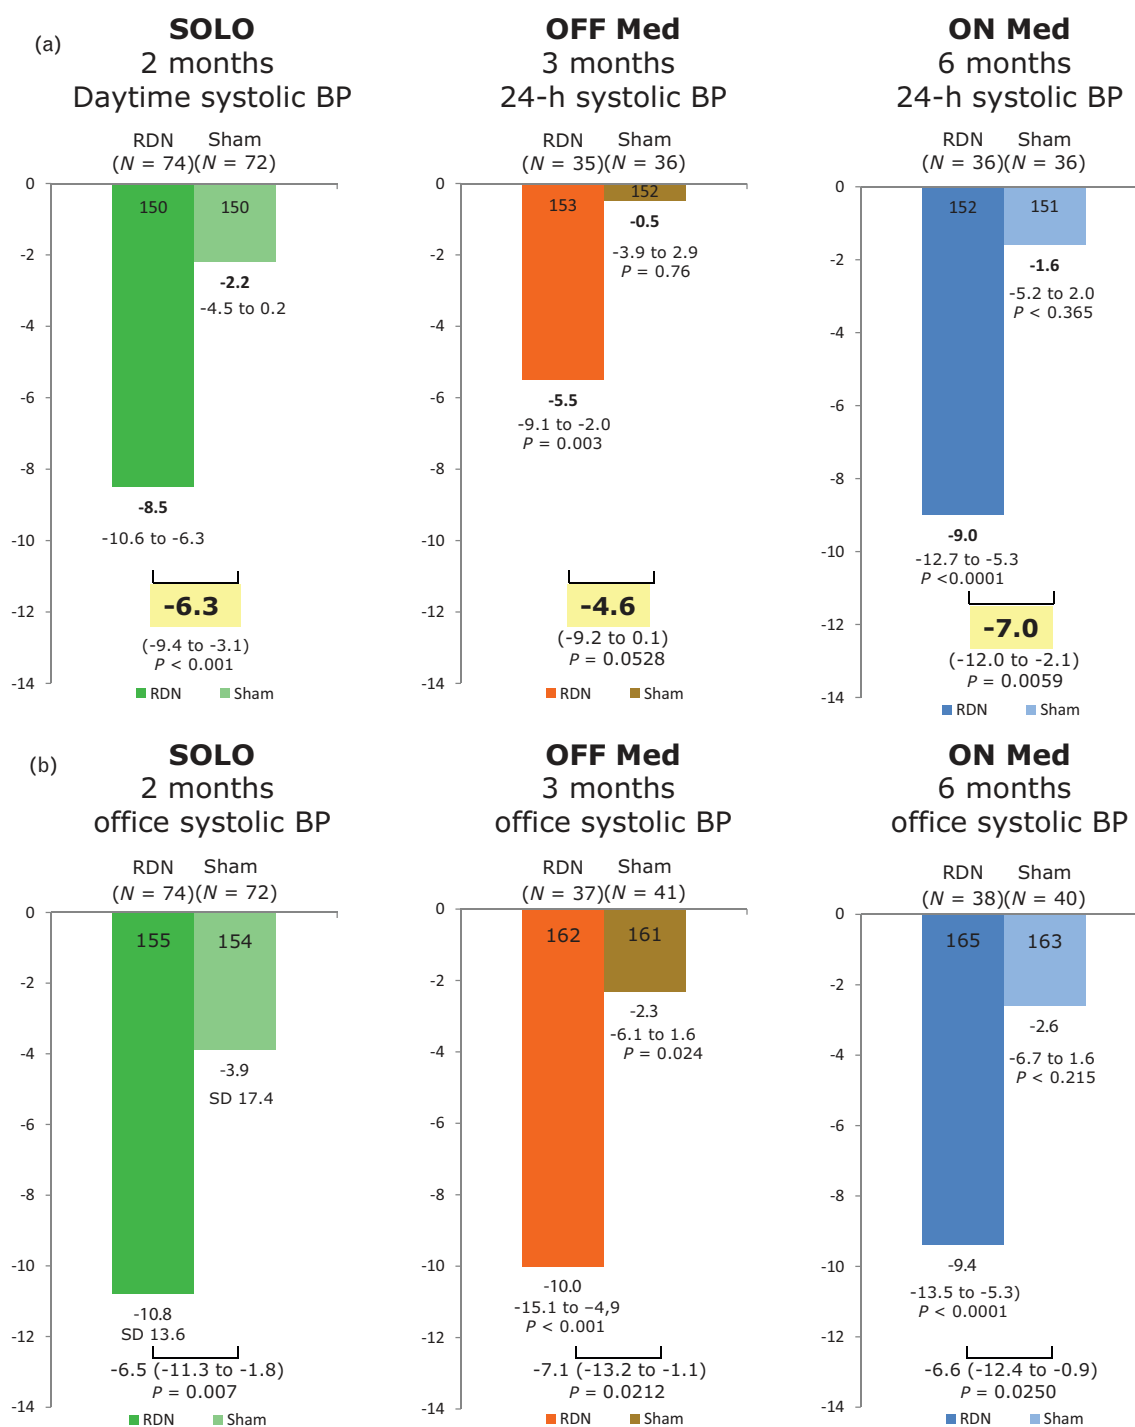 (a)
SOLO
2 months
Daytime systolic BP
RDN Sham
(N = 74)(N = 72)
0
-2
-4
-6
-8
-10
-12
-14
150 150
-2.2
-4.5 to 0.2
-8.5
-10.6 to -6.3
-6.3
(-9.4 to -3.1)
P < 0.001
RDN Sham
OFF Med
3 months
24-h systolic BP
RDN Sham
(N = 35)(N = 36)
0
-2
-4
-6
-8
-10
-12
-14
153 152
-0.5
-3.9 to 2.9
P = 0.76
-5.5
-9.1 to -2.0
P = 0.003
-4.6
(-9.2 to 0.1)
P = 0.0528
RDN Sham
ON Med
6 months
24-h systolic BP
RDN Sham
(N = 36)(N = 36)
0
-2
-4
-6
-8
-10
-12
-14
152 151
-1.6
-5.2 to 2.0
P < 0.365
-9.0
-12.7 to -5.3
P <0.0001
-7.0
(-12.0 to -2.1)
P = 0.0059
RDN Sham
(b)
SOLO
2 months
office systolic BP
RDN Sham
(N = 74)(N = 72)
0
-2
-4
-6
-8
-10
-12
-14
155 154
-3.9
SD 17.4
-10.8
SD 13.6
-6.5 (-11.3 to -1.8)
P = 0.007
RDN Sham
OFF Med
3 months
office systolic BP
RDN Sham
(N = 37)(N = 41)
0
-2
-4
-6
-8
-10
-12
-14
162 161
-2.3
-6.1 to 1.6
P = 0.024
-10.0
-15.1 to –4,9
P < 0.001
-7.1 (-13.2 to -1.1)
P = 0.0212
RDN Sham
ON Med
6 months
office systolic BP
RDN Sham
(N = 38)(N = 40)
0
-2
-4
-6
-8
-10
-12
-14
165 163
-2.6
-6.7 to 1.6
P < 0.215
-9.4
-13.5 to -5.3)
P < 0.0001
-6.6 (-12.4 to -0.9)
P = 0.0250
RDN Sham